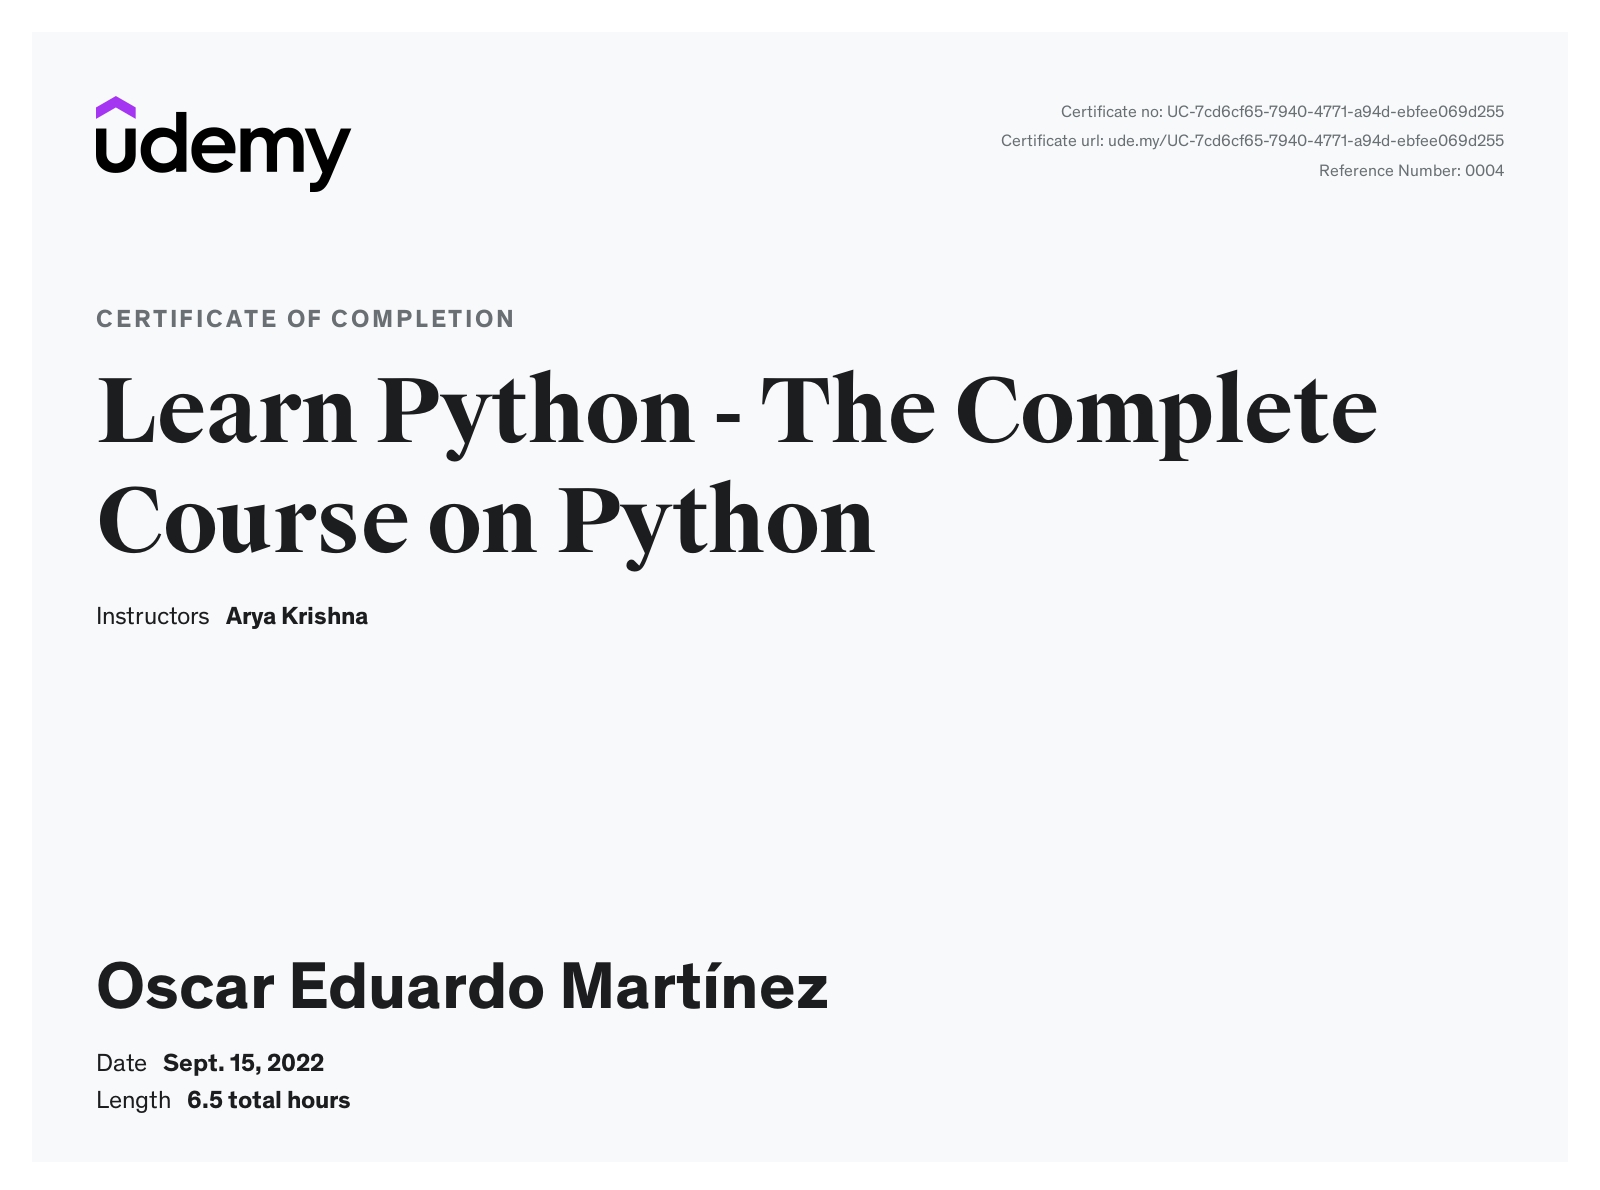 udemy
Certificate no: UC-7cd6cf65-7940-4771-a94d-ebfee069d255
Certificate url: ude.my/UC-7cd6cf65-7940-4771-a94d-ebfee069d255
Reference Number: 0004
CERTIFICATE OF COMPLETION
Learn Python - The Complete
Course on Python
Instructors Arya Krishna
Oscar Eduardo Martínez
Date Sept. 15, 2022
Length 6.5 total hours